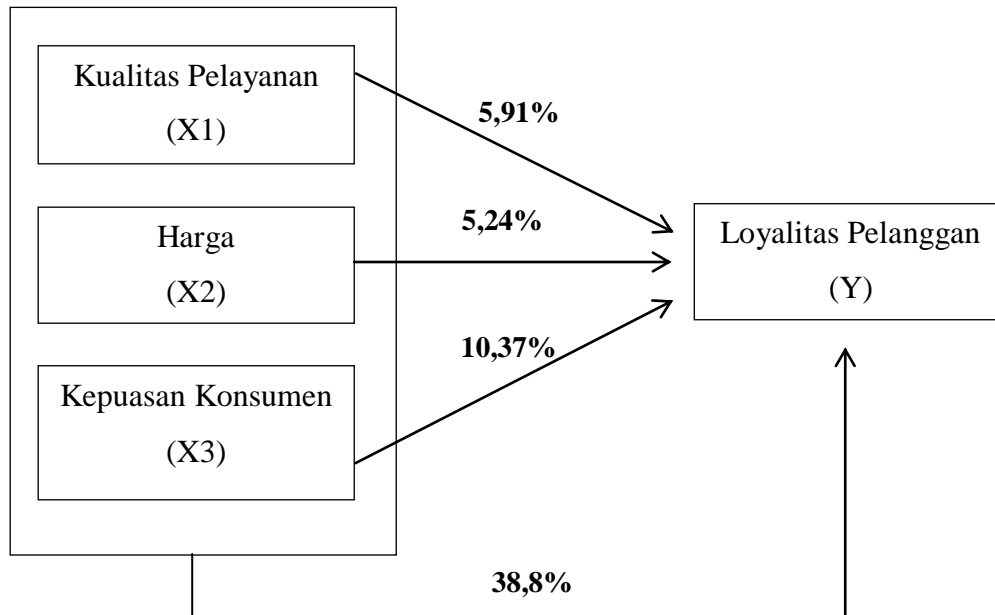 Kualitas Pelayanan
(X1)
5,91%
Harga
(X2)
5,24%
Loyalitas Pelanggan
(Y)
Kepuasan Konsumen
(X3)
10,37%
38,8%